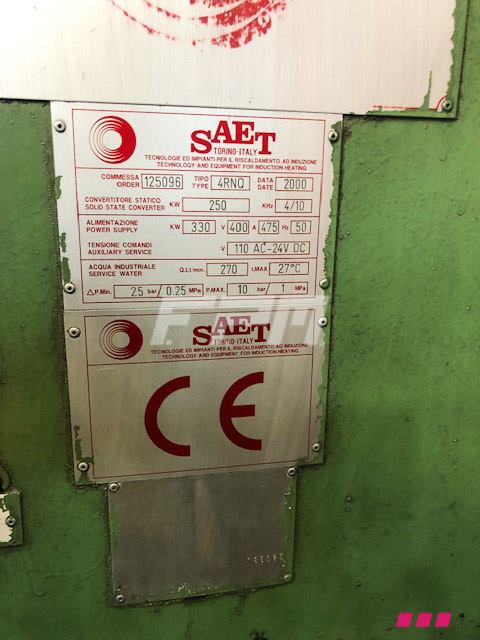 SAET
TORINO-ITALY
TECNOLOGIE ED IMPIANTI PER IL RISCALDAMENTO AD INDUZIONE
TECHNOLOGY AND EQUIPMENT FOR INDUCTION HEATING
COMMESSA ORDER 125096 TIPO TYPE 4RNQ DATA DATE 2000
CONVERTITORE STATICO SOLID STATE CONVERTER KW 250 KHz 4/10
ALIMENTAZIONE POWER SUPPLY KW 330 V 400 A 475 Hz 50
TENSIONE COMANDI AUXILIARY SERVICE V 110 AC-24V DC
ACQUA INDUSTRIALE SERVICE WATER Q.Lt/min. 270 t.MAX 27°C
△P.Min. 2.5 bar/ 0.25 MPa P.MAX. 10 bar/ 1 MPa
SAET
TORINO-ITALY
TECNOLOGIE ED IMPIANTI PER IL RISCALDAMENTO AD INDUZIONE
TECHNOLOGY AND EQUIPMENT FOR INDUCTION HEATING
CE